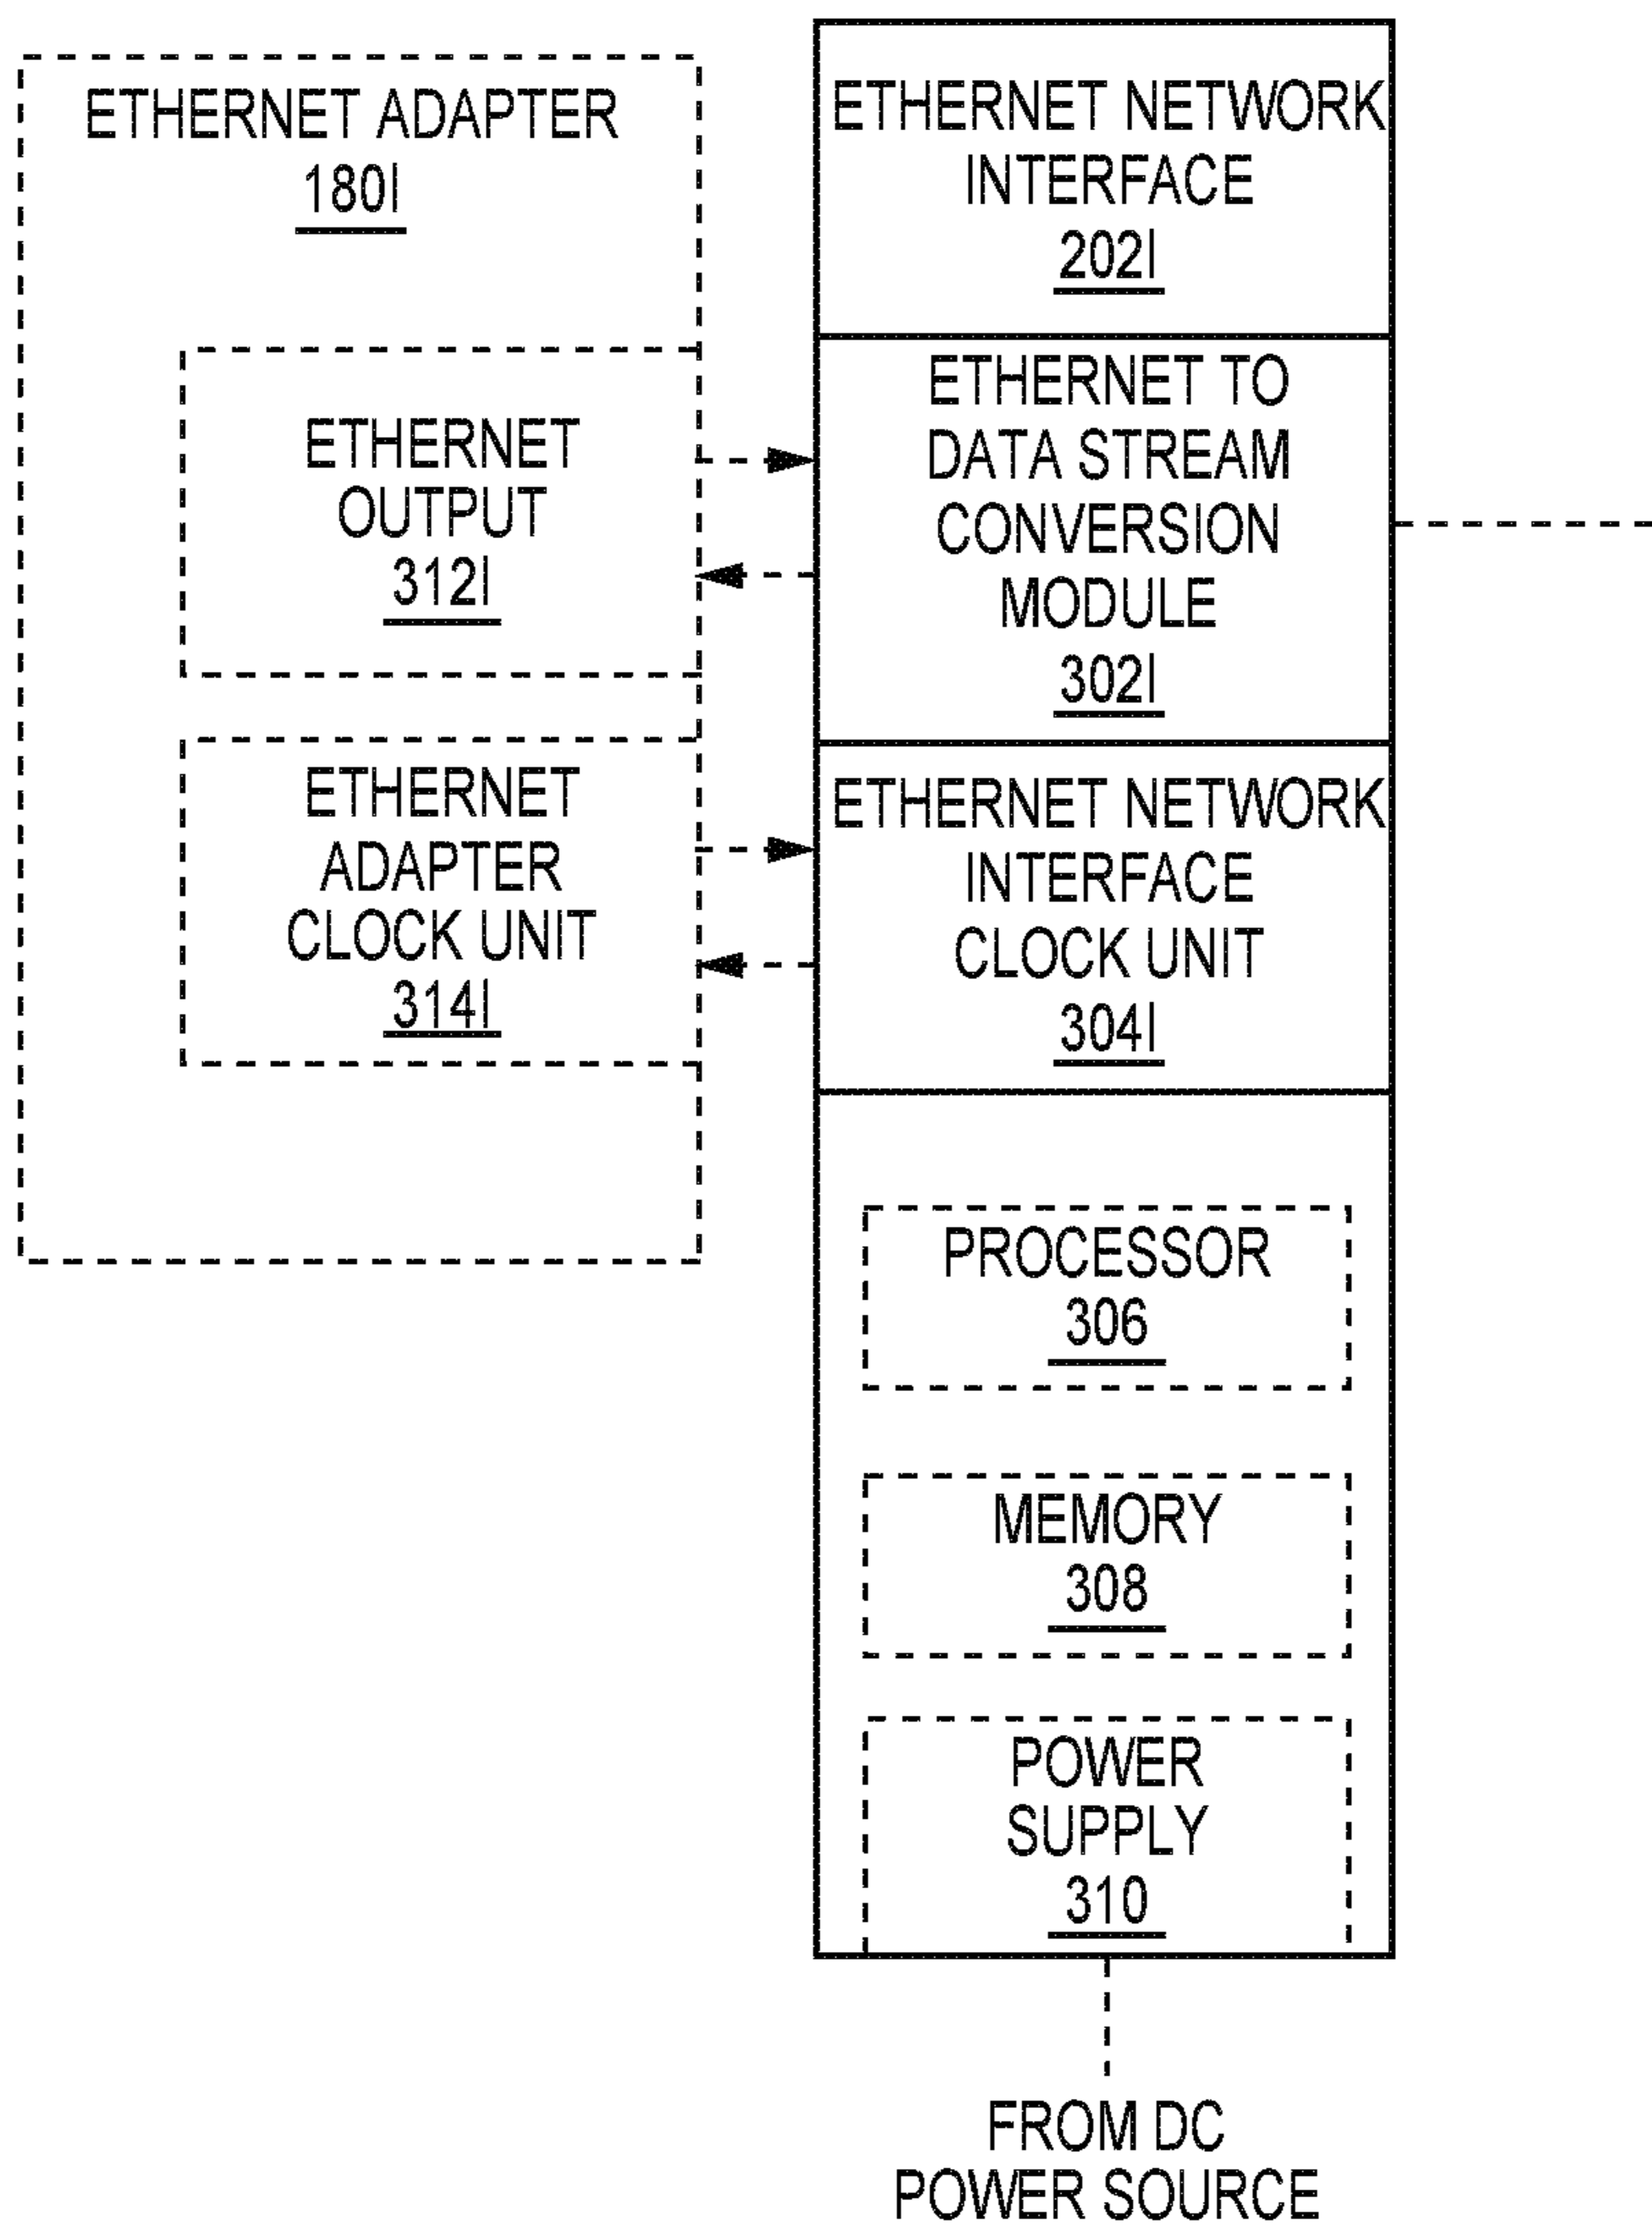 ETHERNET ADAPTER
180I
ETHERNET
OUTPUT
312I
ETHERNET
ADAPTER
CLOCK UNIT
314I
ETHERNET NETWORK
INTERFACE
202I
ETHERNET TO
DATA STREAM
CONVERSION
MODULE
302I
ETHERNET NETWORK
INTERFACE
CLOCK UNIT
304I
PROCESSOR
306
MEMORY
308
POWER
SUPPLY
310
FROM DC
POWER SOURCE